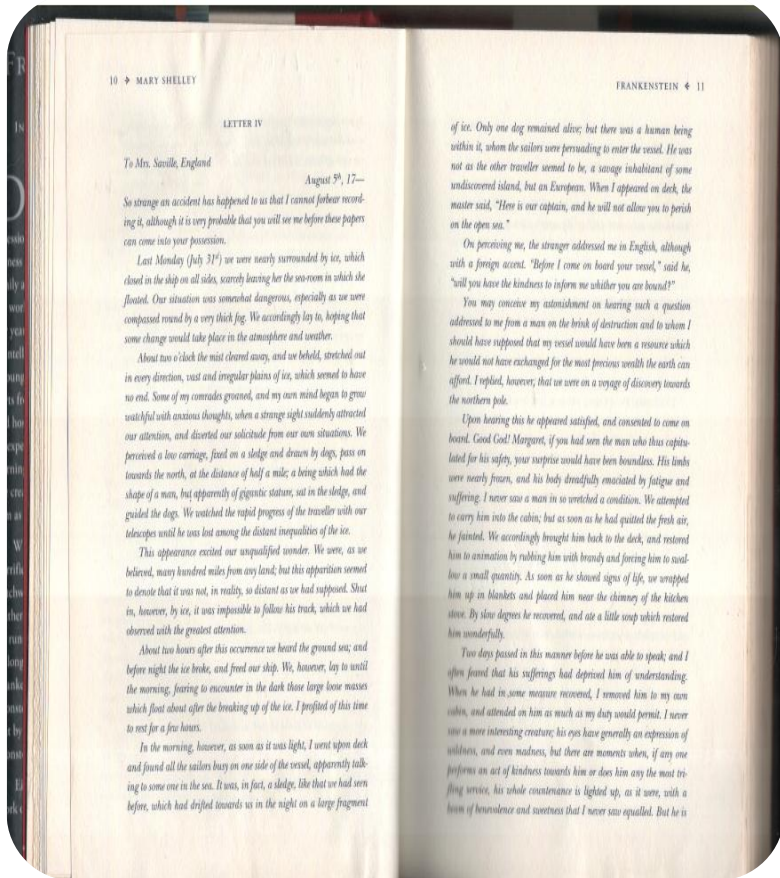 10 ❖ MARY SHELLEY
LETTER IV
To Mrs. Saville, England
August 5th, 17—
So strange an accident has happened to us that I cannot forbear record-
ing it, although it is very probable that you will see me before these papers
can come into your possession.
Last Monday (July 31st) we were nearly surrounded by ice, which
closed in the ship on all sides, scarcely leaving her the sea-room in which she
floated. Our situation was somewhat dangerous, especially as we were
compassed round by a very thick fog. We accordingly lay to, hoping that
some change would take place in the atmosphere and weather.
About two o'clock the mist cleared away, and we beheld, stretched out
in every direction, vast and irregular plains of ice, which seemed to have
no end. Some of my comrades groaned, and my own mind began to grow
watchful with anxious thoughts, when a strange sight suddenly attracted
our attention, and diverted our solicitude from our own situations. We
perceived a low carriage, fixed on a sledge and drawn by dogs, pass on
towards the north, at the distance of half a mile; a being which had the
shape of a man, but apparently of gigantic stature, sat in the sledge, and
guided the dogs. We watched the rapid progress of the traveller with our
telescopes until he was lost among the distant inequalities of the ice.
This appearance excited our unqualified wonder. We were, as we
believed, many hundred miles from any land; but this apparition seemed
to denote that it was not, in reality, so distant as we had supposed. Shut
in, however, by ice, it was impossible to follow his track, which we had
observed with the greatest attention.
About two hours after this occurrence we heard the ground sea; and
before night the ice broke, and freed our ship. We, however, lay to until
the morning, fearing to encounter in the dark those large loose masses
which float about after the breaking up of the ice. I profited of this time
to rest for a few hours.
In the morning, however, as soon as it was light, I went upon deck
and found all the sailors busy on one side of the vessel, apparently talk-
ing to some one in the sea. It was, in fact, a sledge, like that we had seen
before, which had drifted towards us in the night on a large fragment
FRANKENSTEIN ❖ 11
of ice. Only one dog remained alive; but there was a human being
within it, whom the sailors were persuading to enter the vessel. He was
not as the other traveller seemed to be, a savage inhabitant of some
undiscovered island, but an European. When I appeared on deck, the
master said, "Here is our captain, and he will not allow you to perish
on the open sea."
On perceiving me, the stranger addressed me in English, although
with a foreign accent. "Before I come on board your vessel," said he,
"will you have the kindness to inform me whither you are bound?"
You may conceive my astonishment on hearing such a question
addressed to me from a man on the brink of destruction and to whom I
should have supposed that my vessel would have been a resource which
he would not have exchanged for the most precious wealth the earth can
afford. I replied, however, that we were on a voyage of discovery towards
the northern pole.
Upon hearing this he appeared satisfied, and consented to come on
board. Good God! Margaret, if you had seen the man who thus capitu-
lated for his safety, your surprise would have been boundless. His limbs
were nearly frozen, and his body dreadfully emaciated by fatigue and
suffering. I never saw a man in so wretched a condition. We attempted
to carry him into the cabin; but as soon as he had quitted the fresh air,
he fainted. We accordingly brought him back to the deck, and restored
him to animation by rubbing him with brandy and forcing him to swal-
low a small quantity. As soon as he showed signs of life, we wrapped
him up in blankets and placed him near the chimney of the kitchen
stove. By slow degrees he recovered, and ate a little soup which restored
him wonderfully.
Two days passed in this manner before he was able to speak; and I
often feared that his sufferings had deprived him of understanding.
When he had in some measure recovered, I removed him to my own
cabin, and attended on him as much as my duty would permit. I never
saw a more interesting creature; his eyes have generally an expression of
wildness, and even madness, but there are moments when, if any one
performs an act of kindness towards him or does him any the most tri-
fling service, his whole countenance is lighted up, as it were, with a
beam of benevolence and sweetness that I never saw equalled. But he is